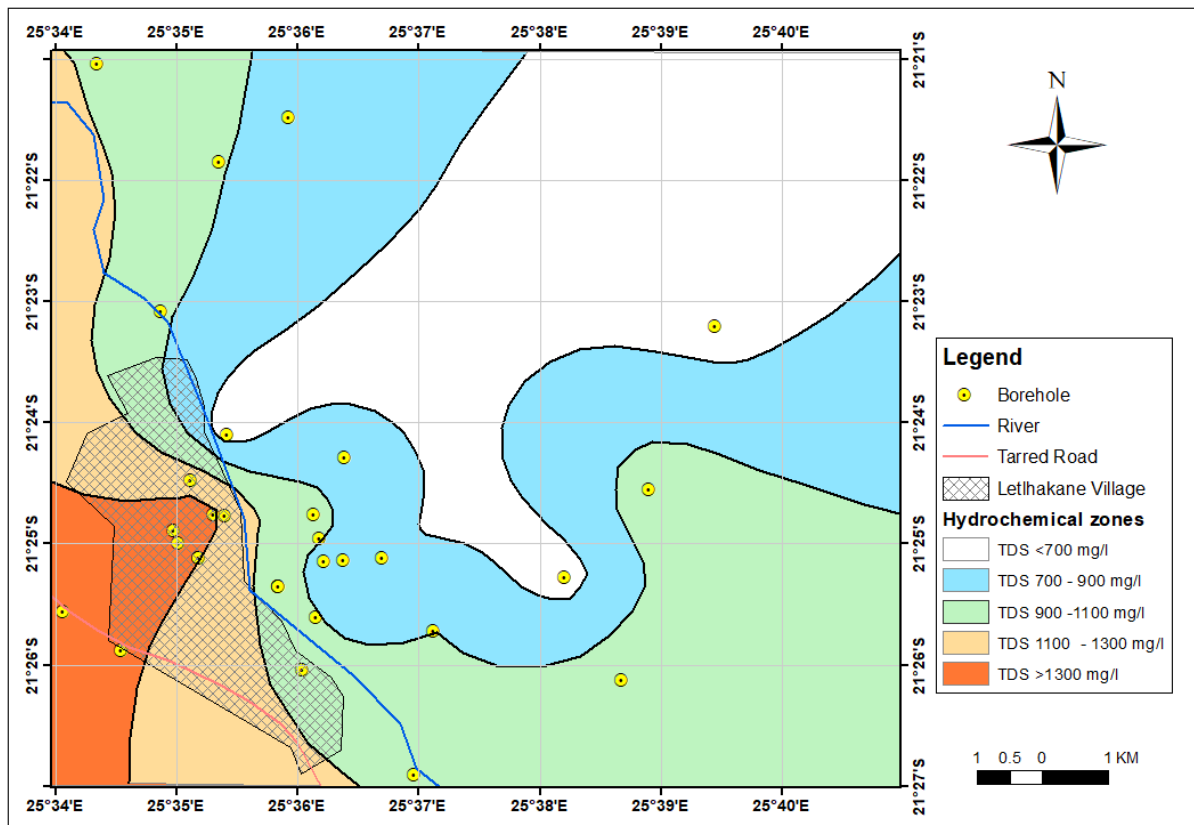 25°34'E 25°35'E 25°36'E 25°37'E 25°38'E 25°39'E 25°40'E
21°21'S 21°21'S
21°22'S 21°22'S
21°23'S 21°23'S
21°24'S 21°24'S
21°25'S 21°25'S
21°26'S 21°26'S
21°27'S 21°27'S
25°34'E 25°35'E 25°36'E 25°37'E 25°38'E 25°39'E 25°40'E
N
Legend
Borehole
River
Tarred Road
Letlhakane Village
Hydrochemical zones
TDS <700 mg/l
TDS 700 - 900 mg/l
TDS 900 -1100 mg/l
TDS 1100 - 1300 mg/l
TDS >1300 mg/l
1 0.5 0 1 KM